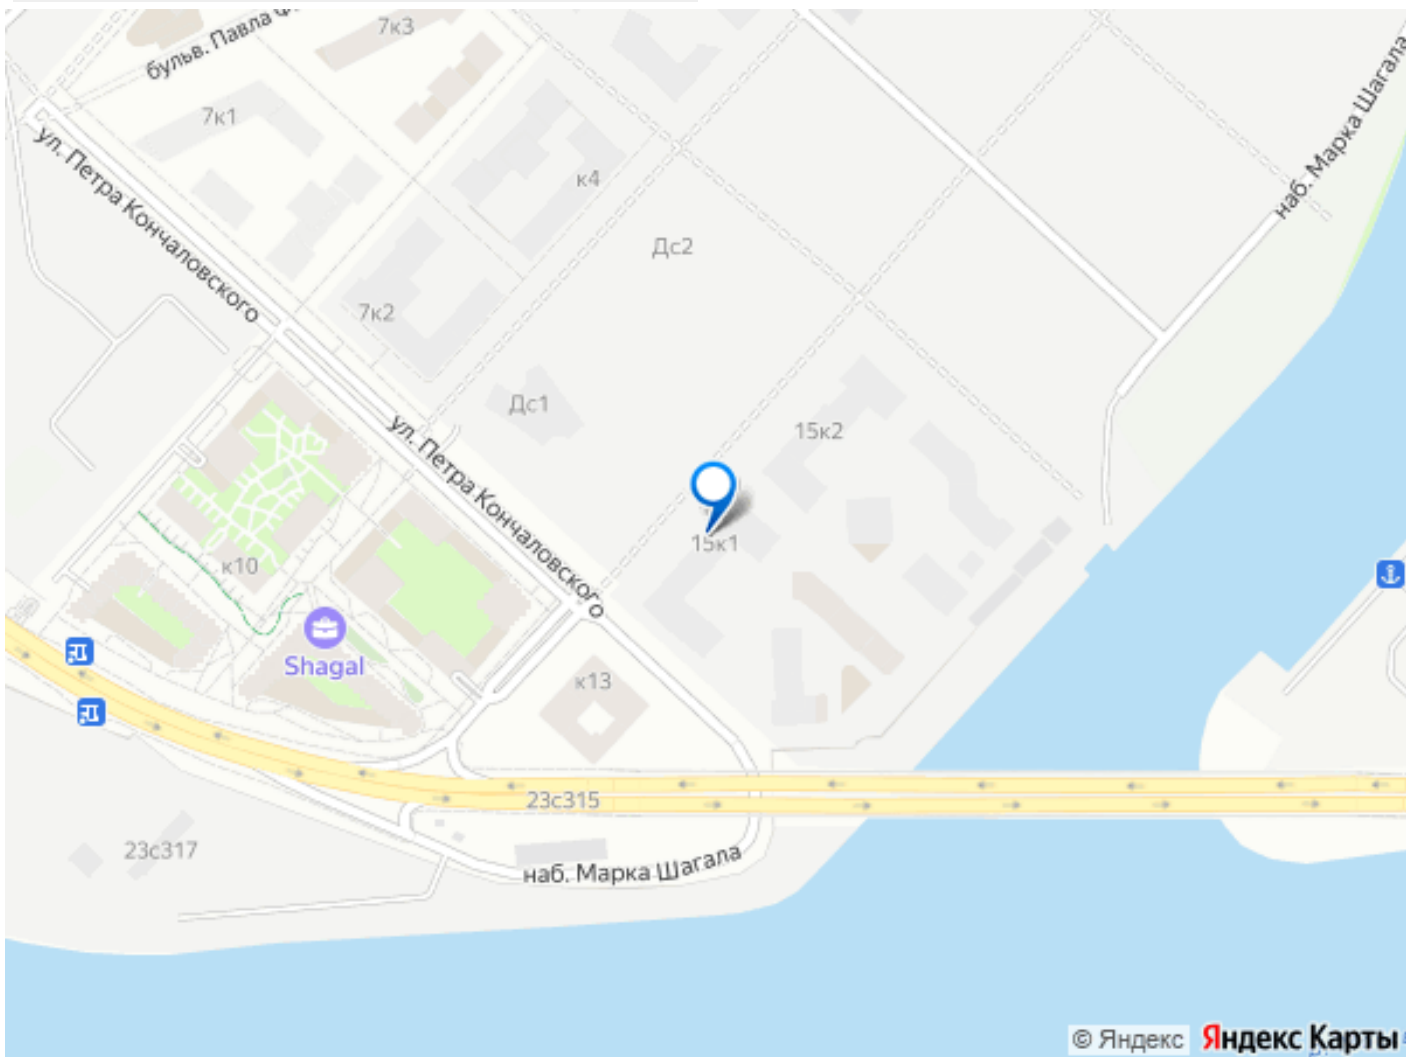 7к3
бульв. Павла
7к1
ул. Петра Кончаловского
к4
наб. Марка Шагала
Дс2
7к2
Дс1
ул. Петра Кончаловского
15к2
15к1
к10
Shagal
к13
23с315
23с317
наб. Марка Шагала
© Яндекс Яндекс Карты